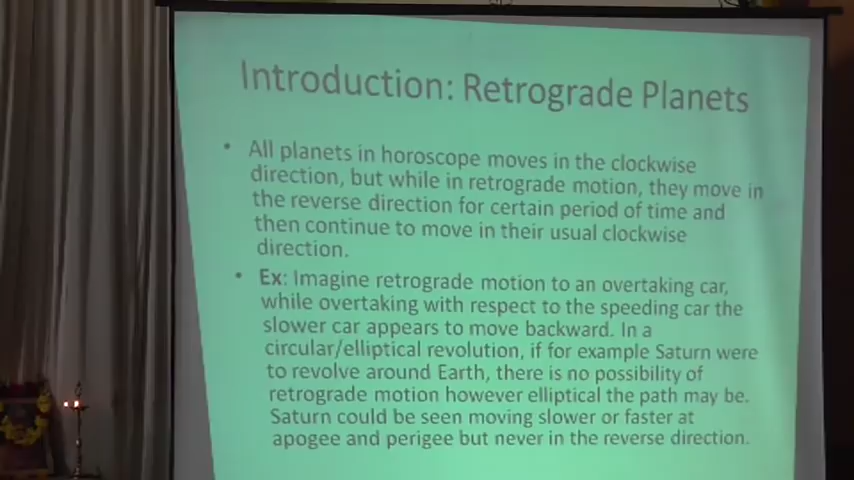 Introduction: Retrograde Planets
• All planets in horoscope moves in the clockwise
direction, but while in retrograde motion, they move in
the reverse direction for certain period of time and
then continue to move in their usual clockwise
direction.
• Ex: Imagine retrograde motion to an overtaking car,
while overtaking with respect to the speeding car the
slower car appears to move backward. In a
circular/elliptical revolution, if for example Saturn were
to revolve around Earth, there is no possibility of
retrograde motion however elliptical the path may be.
Saturn could be seen moving slower or faster at
apogee and perigee but never in the reverse direction.